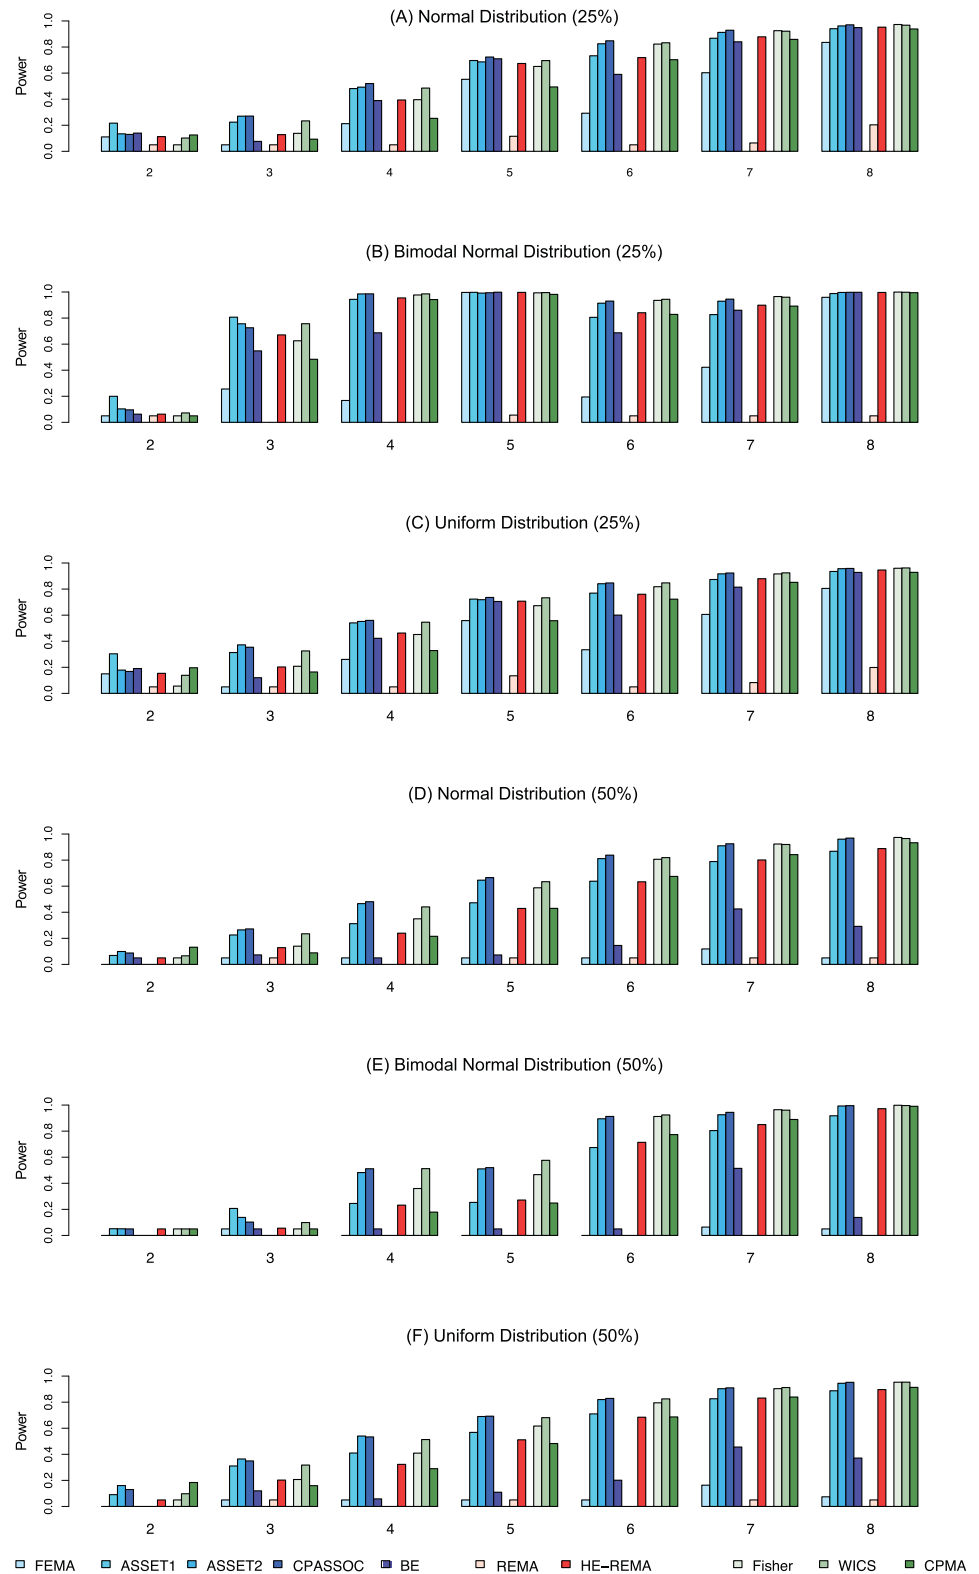 (A) Normal Distribution (25%)
Power
0.0 0.2 0.4 0.6 0.8 1.0
2 3 4 5 6 7 8
(B) Bimodal Normal Distribution (25%)
Power
0.0 0.2 0.4 0.6 0.8 1.0
2 3 4 5 6 7 8
(C) Uniform Distribution (25%)
Power
0.0 0.2 0.4 0.6 0.8 1.0
2 3 4 5 6 7 8
(D) Normal Distribution (50%)
Power
0.0 0.2 0.4 0.6 0.8 1.0
2 3 4 5 6 7 8
(E) Bimodal Normal Distribution (50%)
Power
0.0 0.2 0.4 0.6 0.8 1.0
2 3 4 5 6 7 8
(F) Uniform Distribution (50%)
Power
0.0 0.2 0.4 0.6 0.8 1.0
2 3 4 5 6 7 8
FEMA ASSET1 ASSET2 CPASSOC BE REMA HE−REMA Fisher WICS CPMA